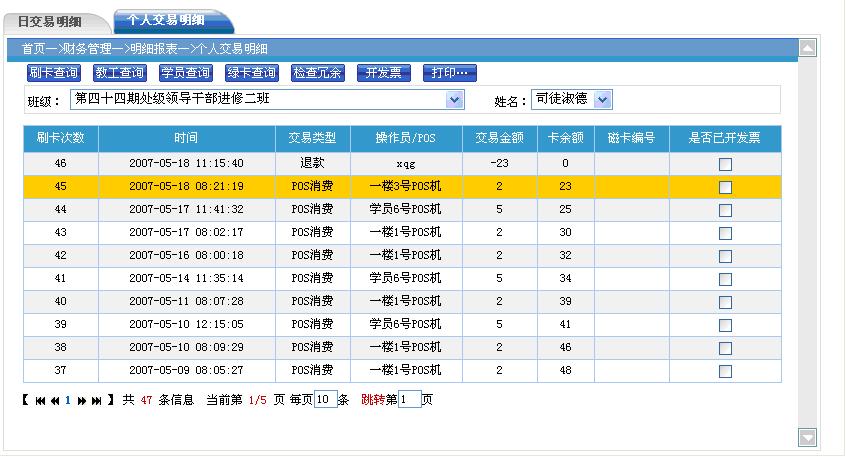 日交易明细 个人交易明细
首页—>财务管理—>明细报表—>个人交易明细
刷卡查询 教工查询 学员查询 绿卡查询 检查冗余 开发票 打印…
班级： 第四十四期处级领导干部进修二班 姓名： 司徒淑德
刷卡次数 时间 交易类型 操作员/POS 交易金额 卡余额 磁卡编号 是否已开发票
46 2007-05-18 11:15:40 退款 xqg -23 0
45 2007-05-18 08:21:19 POS消费 一楼3号POS机 2 23
44 2007-05-17 11:41:32 POS消费 学员6号POS机 5 25
43 2007-05-17 08:02:17 POS消费 一楼1号POS机 2 30
42 2007-05-16 08:00:18 POS消费 一楼1号POS机 2 32
41 2007-05-14 11:35:14 POS消费 学员6号POS机 5 34
40 2007-05-11 08:07:28 POS消费 一楼1号POS机 2 39
39 2007-05-10 12:15:05 POS消费 学员6号POS机 5 41
38 2007-05-10 08:09:29 POS消费 一楼1号POS机 2 46
37 2007-05-09 08:05:27 POS消费 一楼1号POS机 2 48
【 1 】 共 47 条信息 当前第 1/5 页 每页10条 跳转第1页